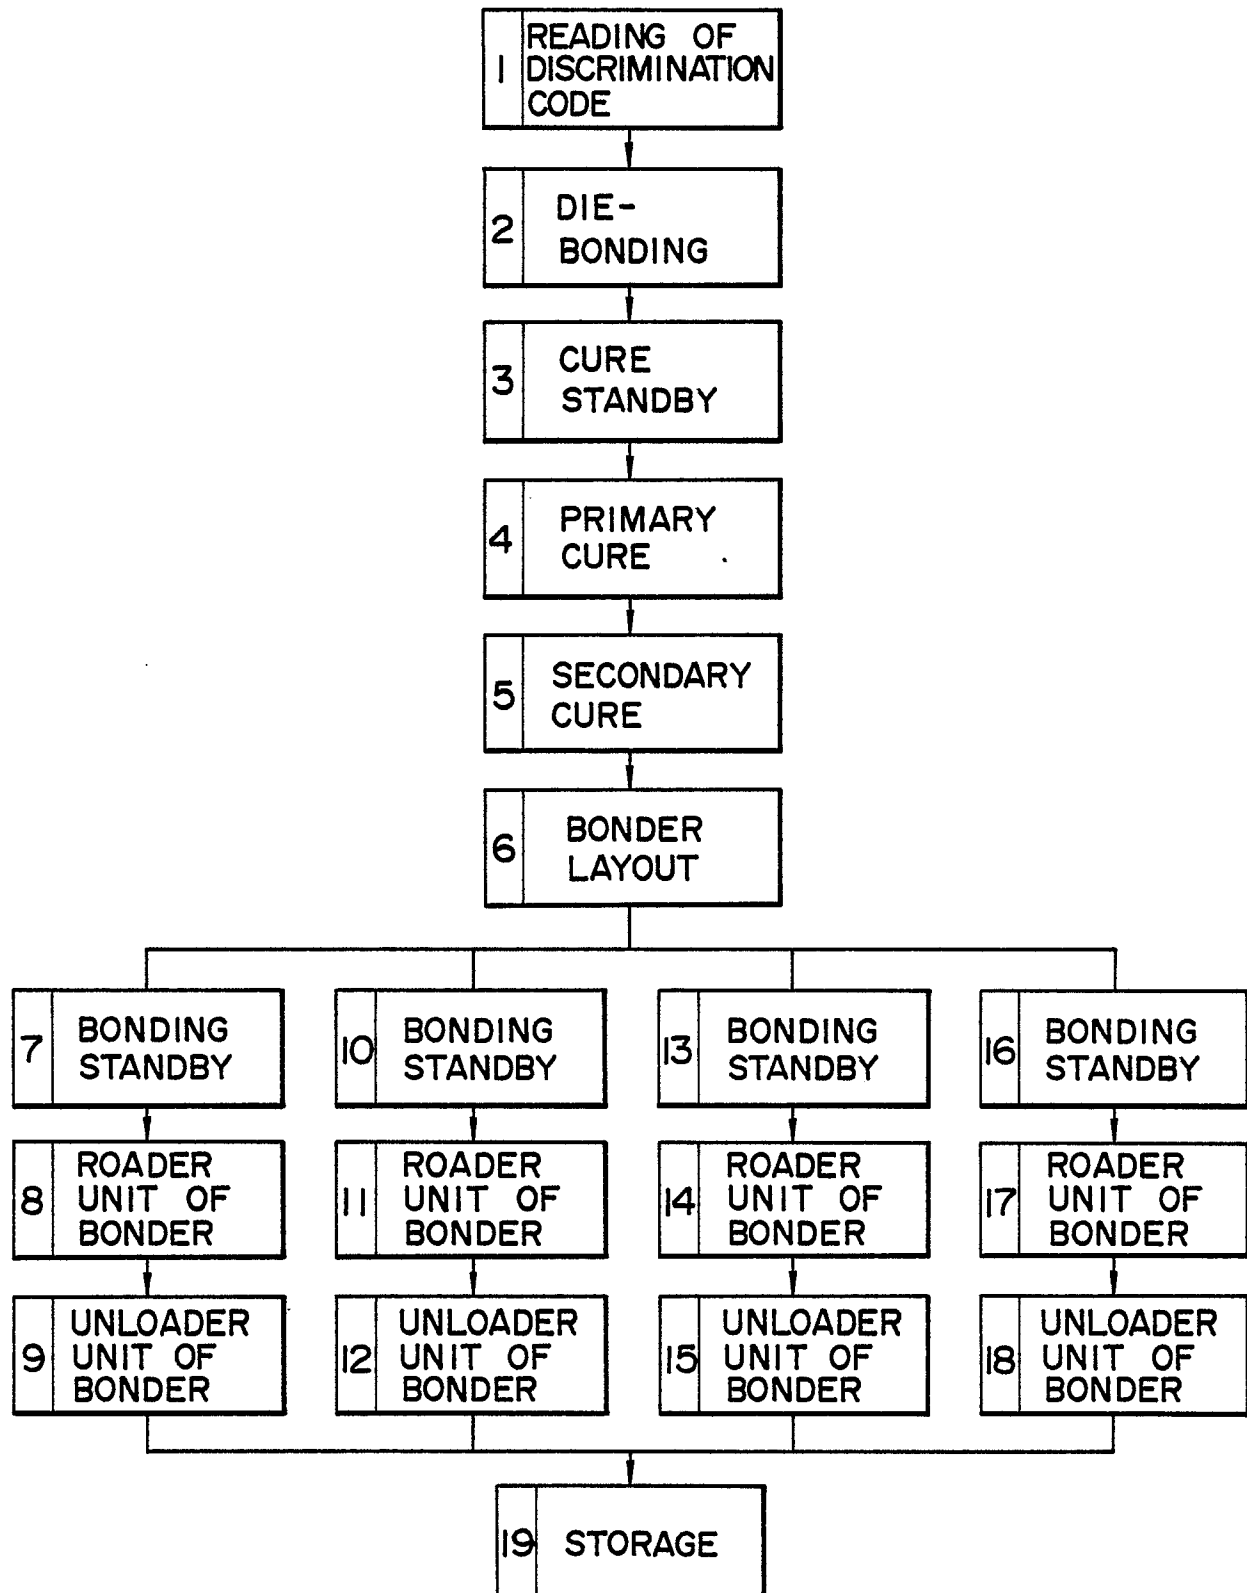 1
READING OF
DISCRIMINATION
CODE
2
DIE-
BONDING
3
CURE
STANDBY
4
PRIMARY
CURE
5
SECONDARY
CURE
6
BONDER
LAYOUT
7
BONDING
STANDBY
10
BONDING
STANDBY
13
BONDING
STANDBY
16
BONDING
STANDBY
8
ROADER
UNIT OF
BONDER
11
ROADER
UNIT OF
BONDER
14
ROADER
UNIT OF
BONDER
17
ROADER
UNIT OF
BONDER
9
UNLOADER
UNIT OF
BONDER
12
UNLOADER
UNIT OF
BONDER
15
UNLOADER
UNIT OF
BONDER
18
UNLOADER
UNIT OF
BONDER
19
STORAGE